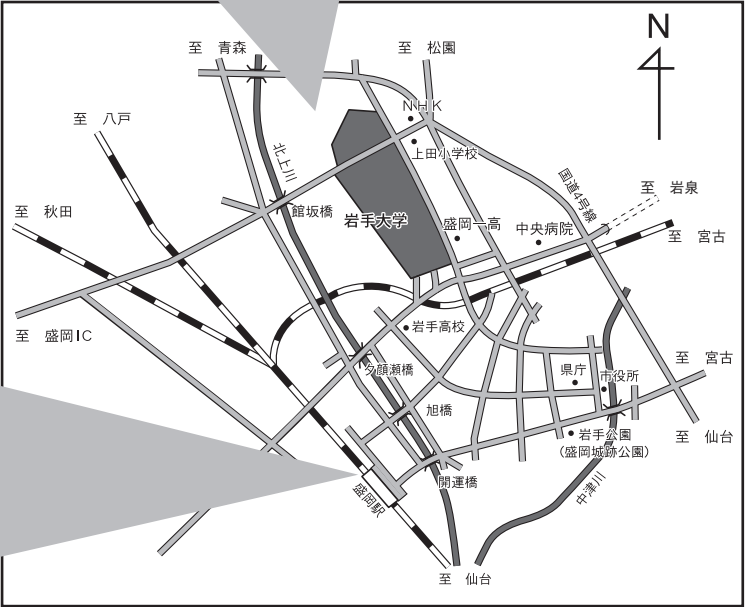 N
至　青森
至　松園
NHK
至　八戸
上田小学校
北上川
国道4号線
至　岩泉
至　秋田
館坂橋
岩手大学
盛岡一高
中央病院
至　宮古
岩手高校
至　盛岡IC
夕顔瀬橋
県庁
市役所
至　宮古
旭橋
岩手公園
（盛岡城跡公園）
至　仙台
開運橋
盛岡駅
中津川
至　仙台